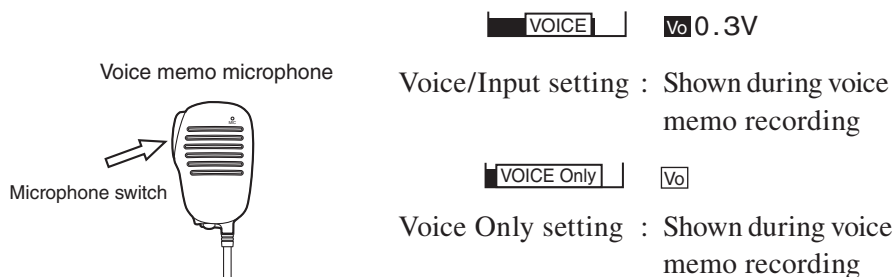 Voice memo microphone
MIC
Microphone switch
VOICE Vo 0.3V
Voice/Input setting : Shown during voice
memo recording
VOICE Only Vo
Voice Only setting : Shown during voice
memo recording